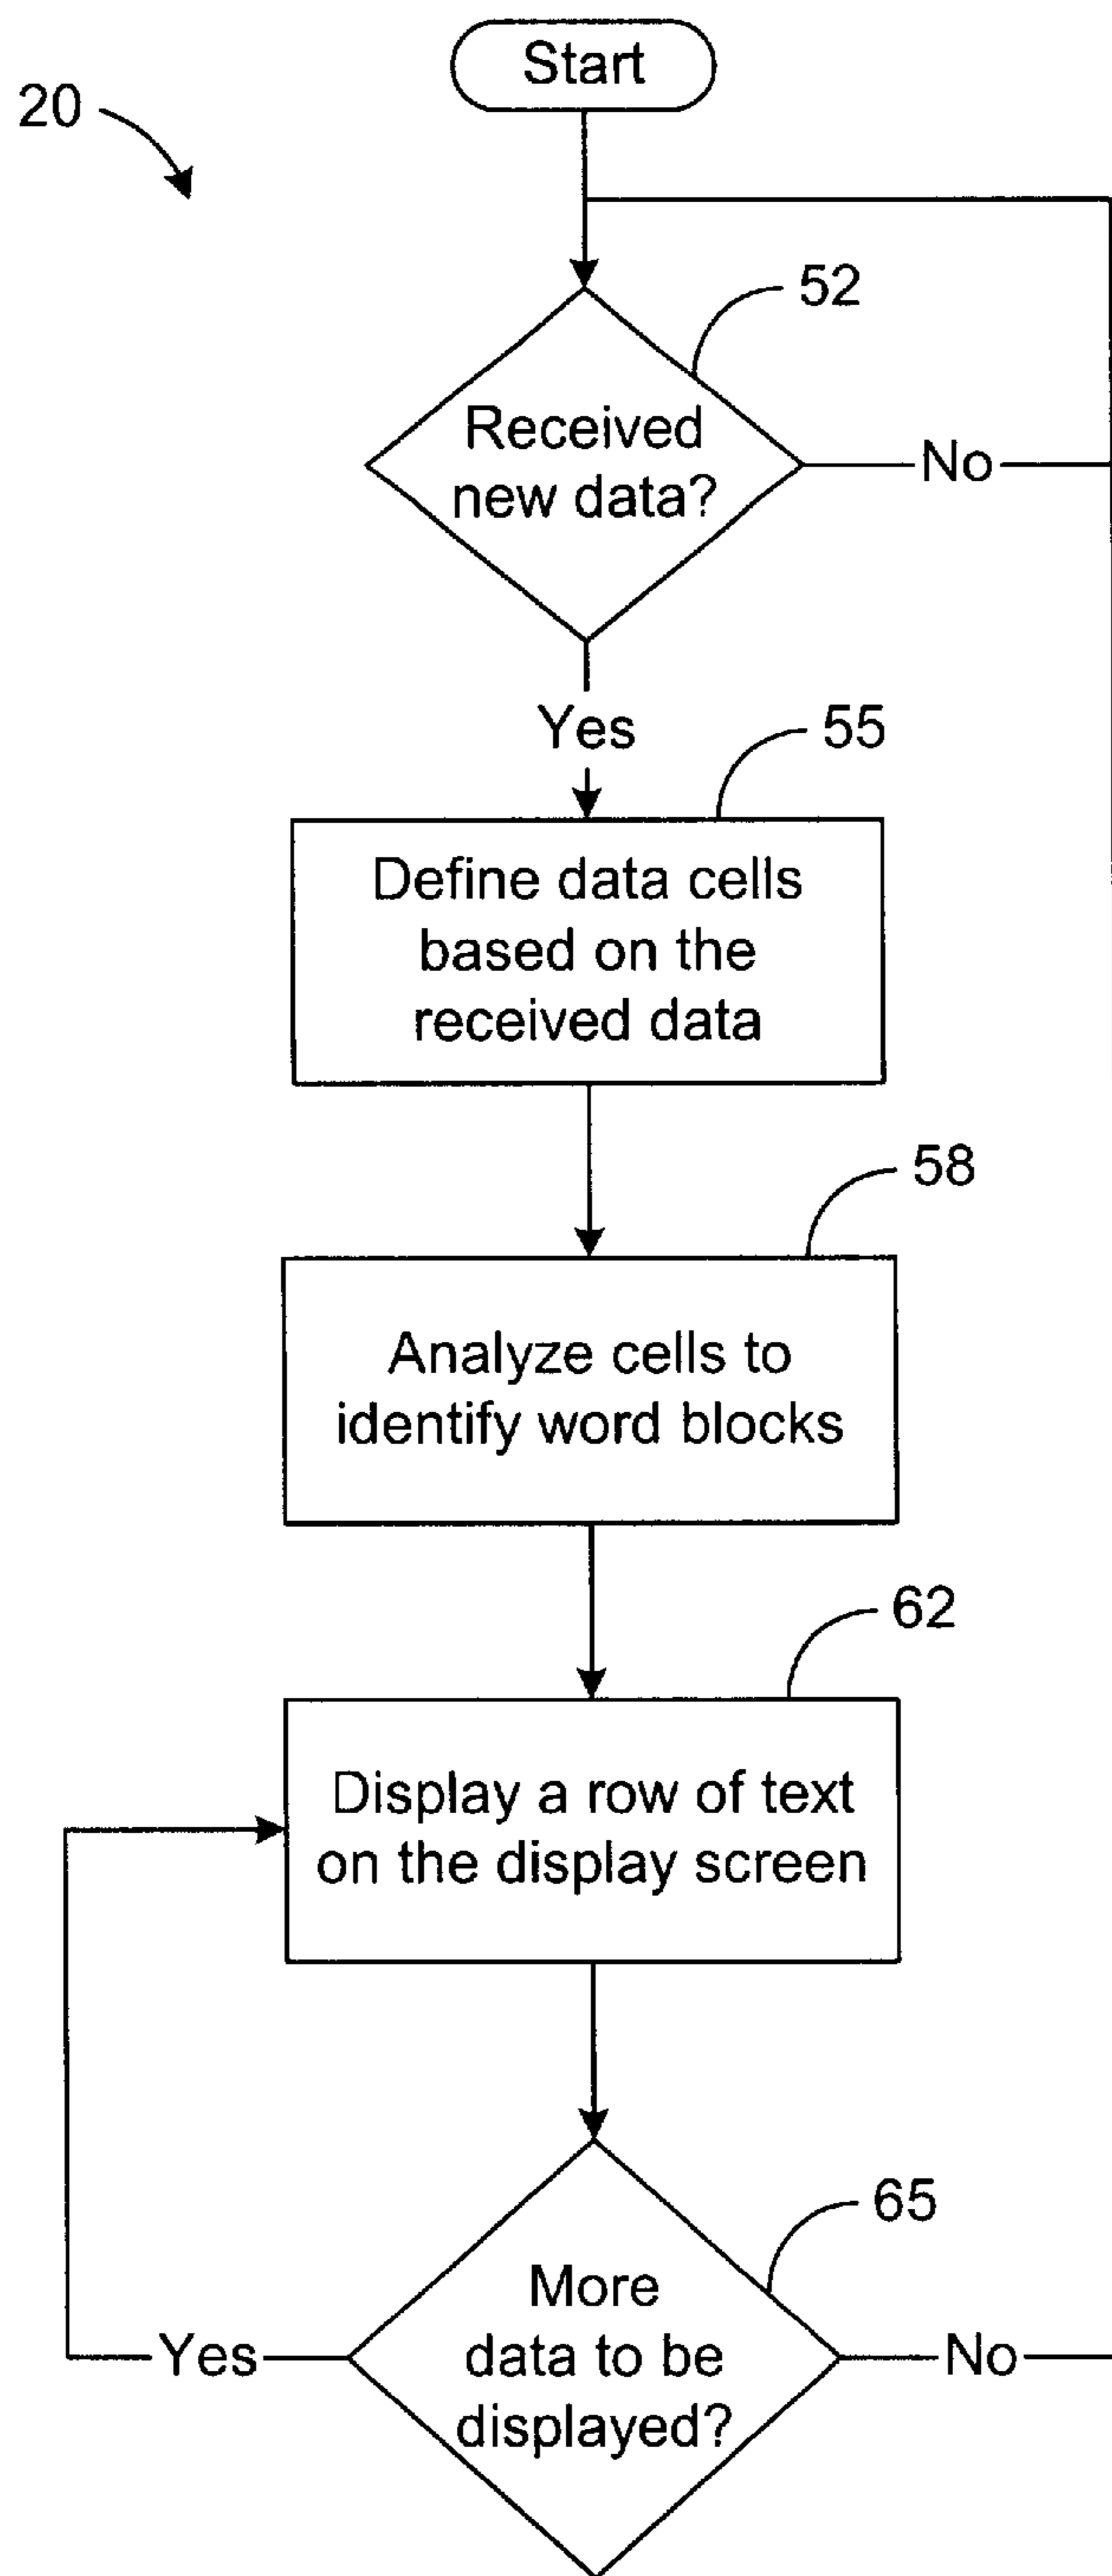 Start
20
52
Received
new data?
No
Yes
55
Define data cells
based on the
received data
58
Analyze cells to
identify word blocks
62
Display a row of text
on the display screen
65
More
data to be
displayed?
Yes
No